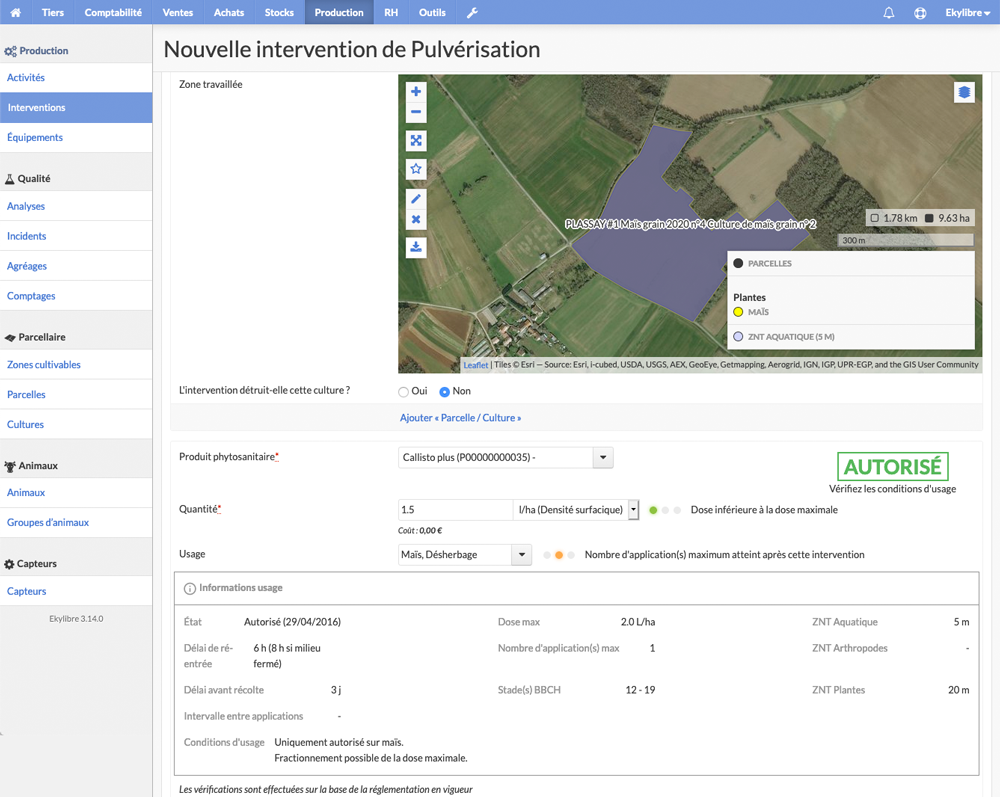 Tiers Comptabilité Ventes Achats Stocks Production RH Outils Ekylibre
Production
Activités
Interventions
Équipements
Qualité
Analyses
Incidents
Agréages
Comptages
Parcellaire
Zones cultivables
Parcelles
Cultures
Animaux
Animaux
Groupes d'animaux
Capteurs
Capteurs
Ekylibre 3.14.0
Nouvelle intervention de Pulvérisation
Zone travaillée
PLASSAY #1 Maïs grain 2020 n°4 Culture de maïs grain n°2
1.78 km 9.63 ha
300 m
PARCELLES
Plantes
MAÏS
ZNT AQUATIQUE (5 M)
Leaflet | Tiles © Esri — Source: Esri, i-cubed, USDA, USGS, AEX, GeoEye, Getmapping, Aerogrid, IGN, IGP, UPR-EGP, and the GIS User Community
L'intervention détruit-elle cette culture ? Oui Non
Ajouter « Parcelle / Culture »
Produit phytosanitaire* Callisto plus (P00000000035) -
AUTORISÉ
Vérifiez les conditions d'usage
Quantité* 1.5 l/ha (Densité surfacique) Dose inférieure à la dose maximale
Coût : 0,00 €
Usage Maïs, Désherbage Nombre d'application(s) maximum atteint après cette intervention
Informations usage
État Autorisé (29/04/2016) Dose max 2.0 L/ha ZNT Aquatique 5 m
Délai de ré- 6 h (8 h si milieu Nombre d'application(s) max 1 ZNT Arthropodes -
entrée fermé)
Délai avant récolte 3 j Stade(s) BBCH 12 - 19 ZNT Plantes 20 m
Intervalle entre applications -
Conditions d'usage Uniquement autorisé sur maïs.
Fractionnement possible de la dose maximale.
Les vérifications sont effectuées sur la base de la réglementation en vigueur